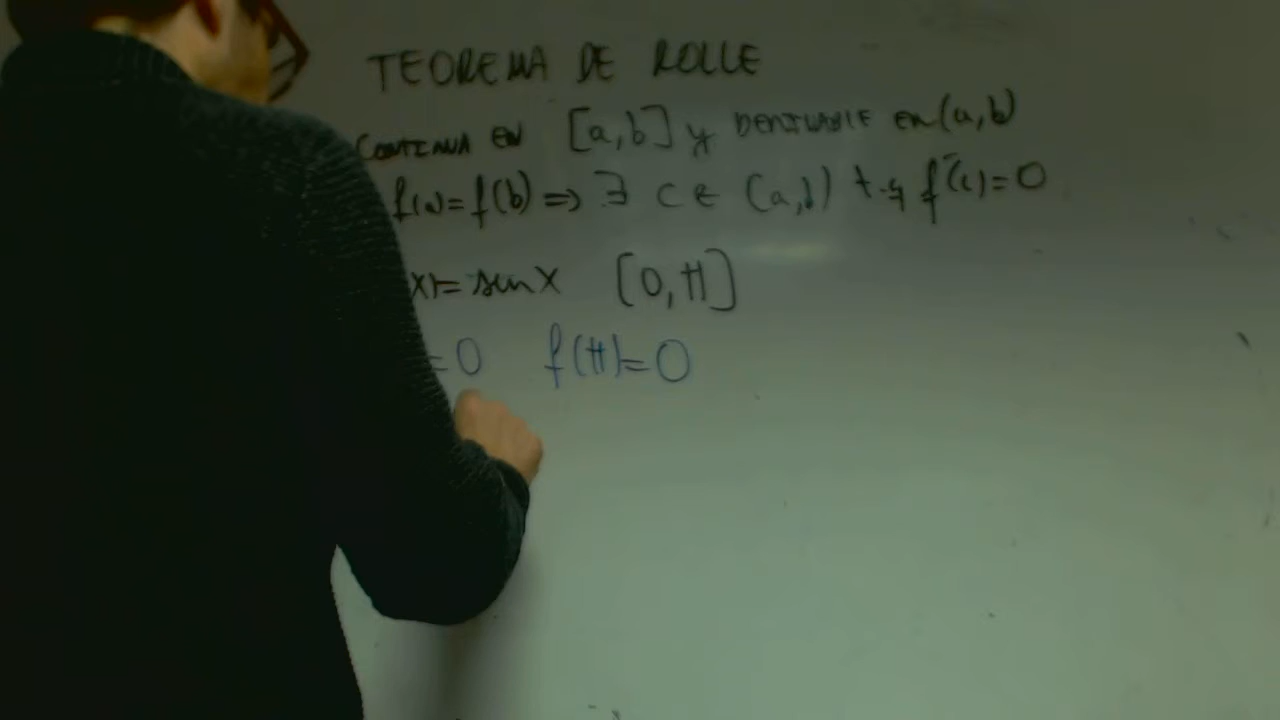 TEOREMA DE ROLLE
CONTINUA EN [a,b] y DERIVABLE EN (a,b)
f(a)=f(b) => ∃ c ∈ (a,b) t.q f'(c)=0
x)= sen X [0,π]
=0 f(π)=0